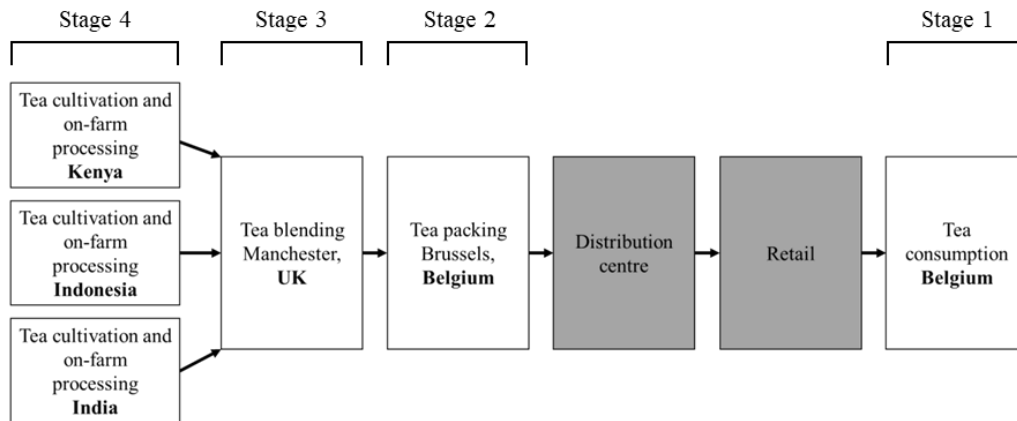 Stage 4
Stage 3
Stage 2
Stage 1
Tea cultivation and
on-farm
processing
Kenya
Tea cultivation and
on-farm
processing
Indonesia
Tea cultivation and
on-farm
processing
India
Tea blending
Manchester,
UK
Tea packing
Brussels,
Belgium
Distribution
centre
Retail
Tea
consumption
Belgium